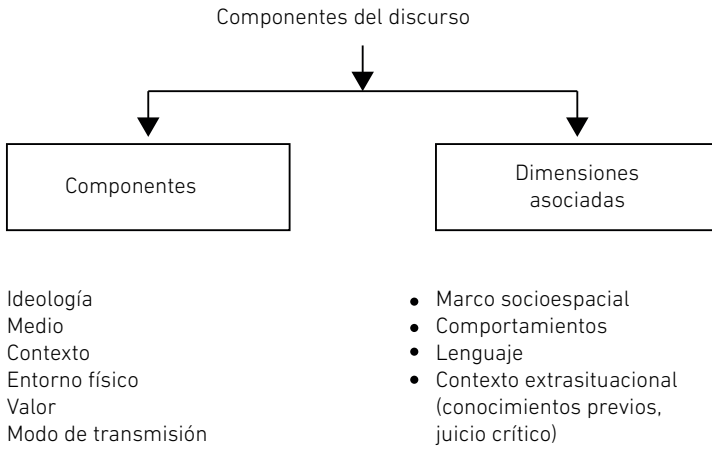 Componentes del discurso
Componentes
Dimensiones
asociadas
Ideología
Medio
Contexto
Entorno físico
Valor
Modo de transmisión
• Marco socioespacial
• Comportamientos
• Lenguaje
• Contexto extrasituacional
(conocimientos previos,
juicio crítico)